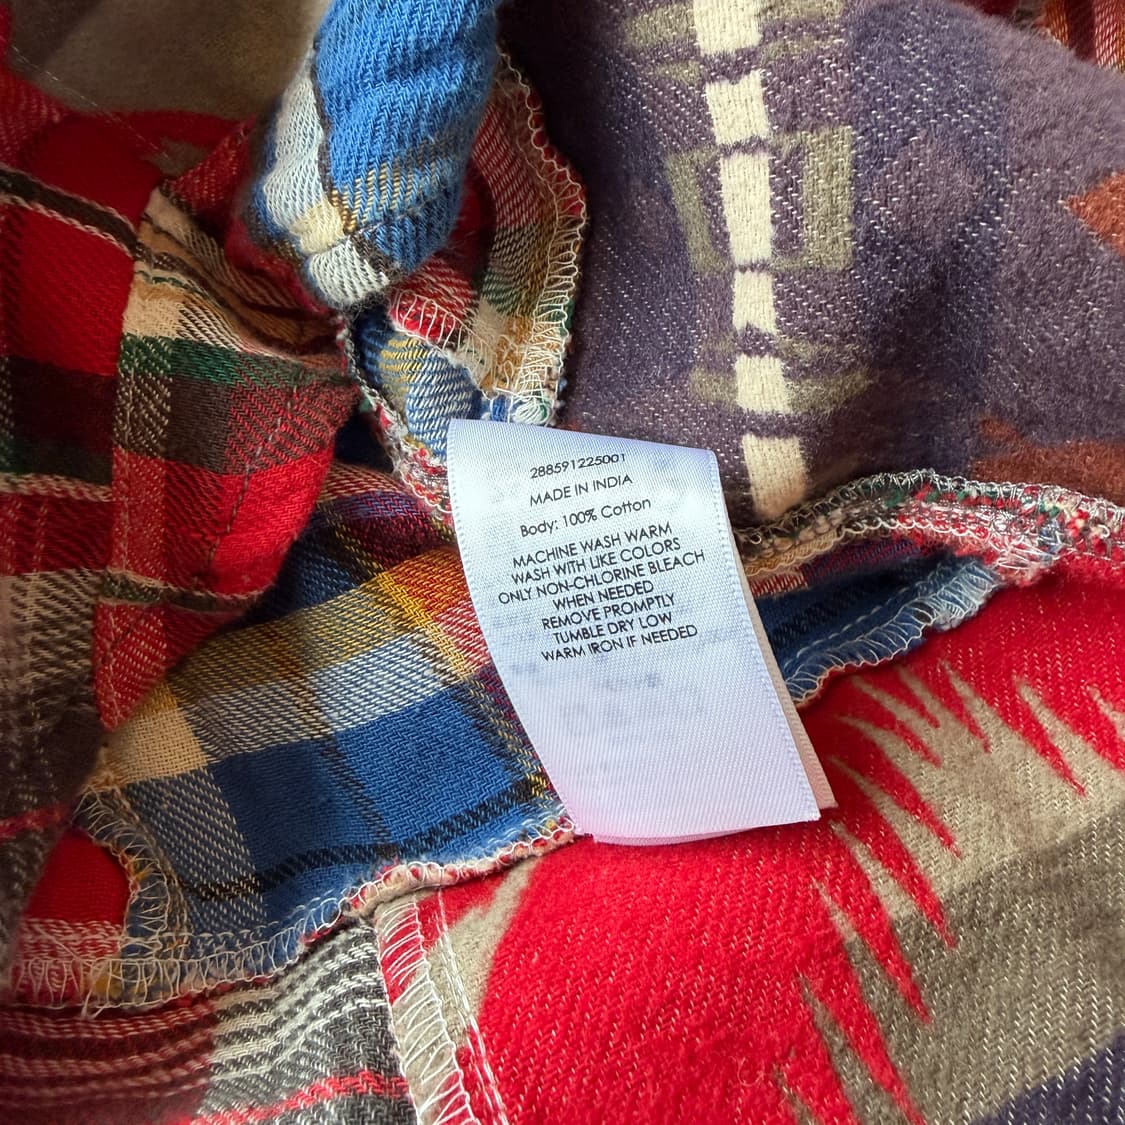 288591225001
MADE IN INDIA
Body: 100% Cotton
MACHINE WASH WARM
WASH WITH LIKE COLORS
ONLY NON-CHLORINE BLEACH
WHEN NEEDED
REMOVE PROMPTLY
TUMBLE DRY LOW
WARM IRON IF NEEDED